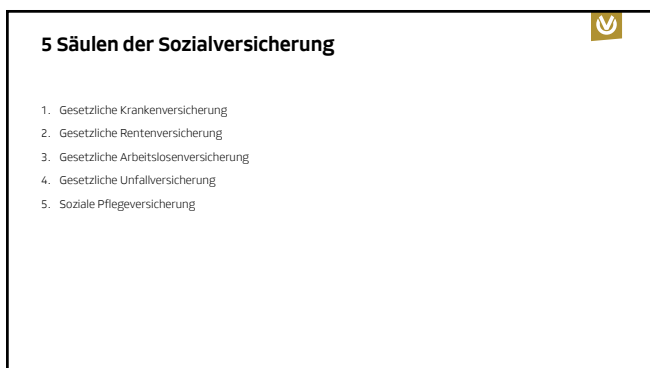 5 Säulen der Sozialversicherung
1. Gesetzliche Krankenversicherung
2. Gesetzliche Rentenversicherung
3. Gesetzliche Arbeitslosenversicherung
4. Gesetzliche Unfallversicherung
5. Soziale Pflegeversicherung